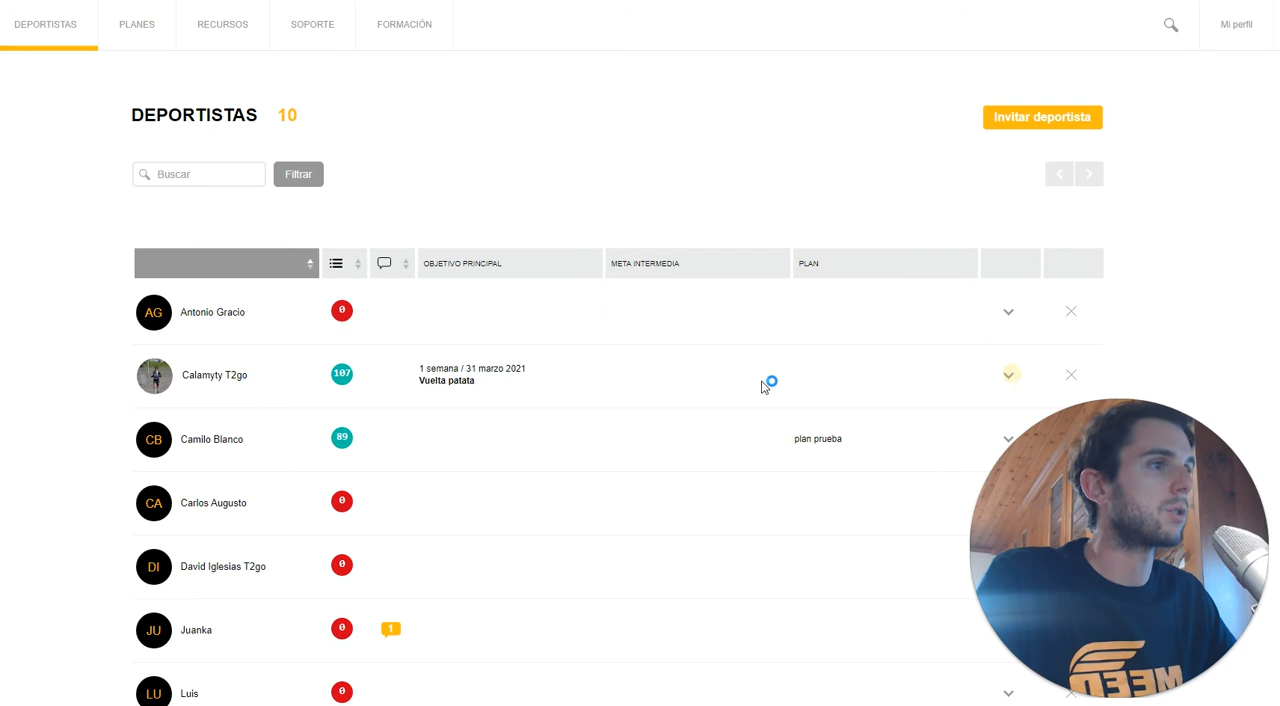 DEPORTISTAS PLANES RECURSOS SOPORTE FORMACIÓN Mi perfil
DEPORTISTAS 10 Invitar deportista
Buscar Filtrar
OBJETIVO PRINCIPAL META INTERMEDIA PLAN
AG Antonio Gracio 0
Calamyty T2go 107 1 semana / 31 marzo 2021
Vuelta patata
CB Camilo Blanco 89 plan prueba
CA Carlos Augusto 0
DI David Iglesias T2go 0
JU Juanka 0 1
LU Luis 0
MEED